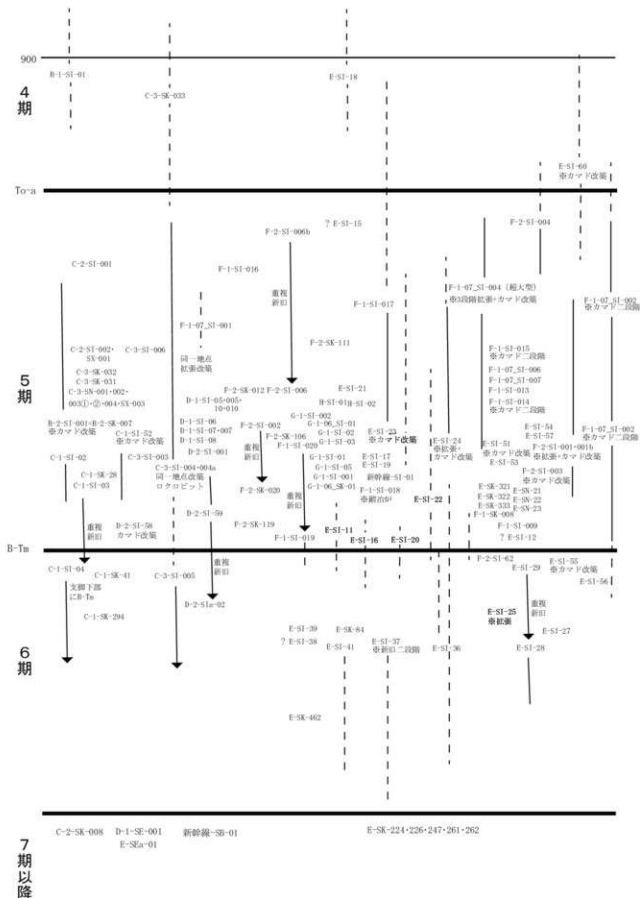 900
B-1-SI-01
E-SI-18
C-3-SK-033
4期
E-SI-60
※カマド改築
To-a
? E-SI-15
F-2-SI-004
F-2-SI-006b
C-2-SI-001
F-1-SI-016
重複
新旧
F-1-07_SI-004（超大型）
※3段階拡張・カマド改築
F-1-SI-017
F-1-07_SI-002
※カマド二段階
F-1-07_SI-001
同一地点
拡張改築
F-2-SK-111
C-2-SI-002・
SX-001
C-3-SI-006
F-1-SI-015
※カマド二段階
C-3-SK-032
C-3-SK-031
C-3-SN-001・002・
003①・②・004・SX-003
F-1-07_SI-006
F-1-07_SI-007
F-1-SI-013
F-1-SI-014
※カマド二段階
5期
F-2-SK-012
F-2-SI-006
E-SI-21
D-1-SI-05・005・
10・010
H-SI-01
H-SI-02
B-2-SI-001
B-2-SK-007
※カマド改築
C-1-SI-52
※カマド改築
D-1-SI-06
D-1-SI-07・007
D-1-SI-08
D-2-SI-001
F-2-SI-002
F-2-SK-106
F-1-SI-020
G-1-SI-002
G-1-06_SI-01
G-1-SI-02
G-1-SI-03
E-SI-23
※カマド改築
E-SI-24
※拡張・
カマド改築
E-SI-54
E-SI-57
E-SI-51
※カマド改築
E-SI-53
F-1-07_SI-002
※カマド二段階
F-2-SI-001・001b
※拡張・カマド改築
C-1-SI-02
C-3-SI-003
C-3-SI-004・004a
同一地点改築
ロクロピット
重複
新旧
G-1-SI-01
G-1-SI-05
G-1-SI-001
G-1-06_SK-01
E-SI-17
E-SI-19
新幹線-SI-01
F-1-SI-018
※鍛冶炉
F-2-SI-003
※カマド改築
C-1-SK-28
C-1-SI-03
F-2-SK-020
重複
新旧
E-SI-22
E-SK-321
E-SK-322
E-SK-333
F-1-SK-008
E-SN-21
E-SN-22
E-SN-23
D-2-SI-59
F-2-SK-119
E-SI-11
F-1-SI-009
D-2-SI-58
カマド改築
重複
新旧
F-1-SI-019
E-SI-16
E-SI-20
? E-SI-12
B-Tm
C-1-SI-04
C-1-SK-41
重複
新旧
F-2-SI-62
E-SI-29
E-SI-55
※カマド改築
E-SI-56
支脚下部
にB-Tm
C-3-SI-005
D-2-SIa-02
C-1-SK-294
E-SI-25
※拡張
重複
新旧
6期
E-SI-39
E-SK-84
E-SI-27
? E-SI-38
E-SI-41
E-SI-37
※新旧二段階
E-SI-36
E-SI-28
E-SK-462
C-2-SK-008
D-1-SE-001
E-SEa-01
新幹線-SB-01
E-SK-224・226・247・261・262
7期以降